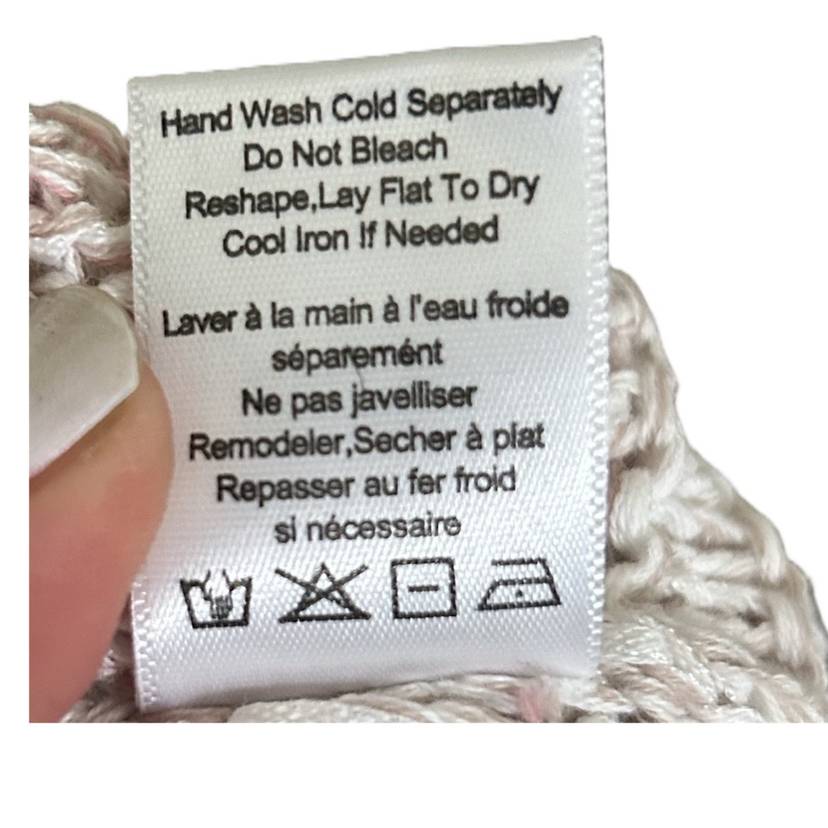 Hand Wash Cold Separately
Do Not Bleach
Reshape,Lay Flat To Dry
Cool Iron If Needed
Laver à la main à l'eau froide
séparemént
Ne pas javelliser
Remodeler,Secher à plat
Repasser au fer froid
si nécessaire